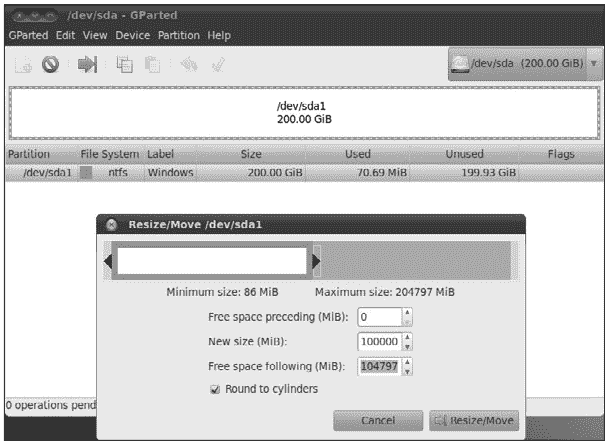 /dev/sda - GParted
GParted Edit View Device Partition Help
/dev/sda (200.00 GiB)
/dev/sda1
200.00 GiB
Partition File System Label Size Used Unused Flags
/dev/sda1 ntfs Windows 200.00 GiB 70.69 MiB 199.93 GiB
Resize/Move /dev/sda1
Minimum size: 86 MiB Maximum size: 204797 MiB
Free space preceding (MiB): 0
New size (MiB): 100000
Free space following (MiB): 104797
Round to cylinders
0 operations pend
Cancel Resize/Move